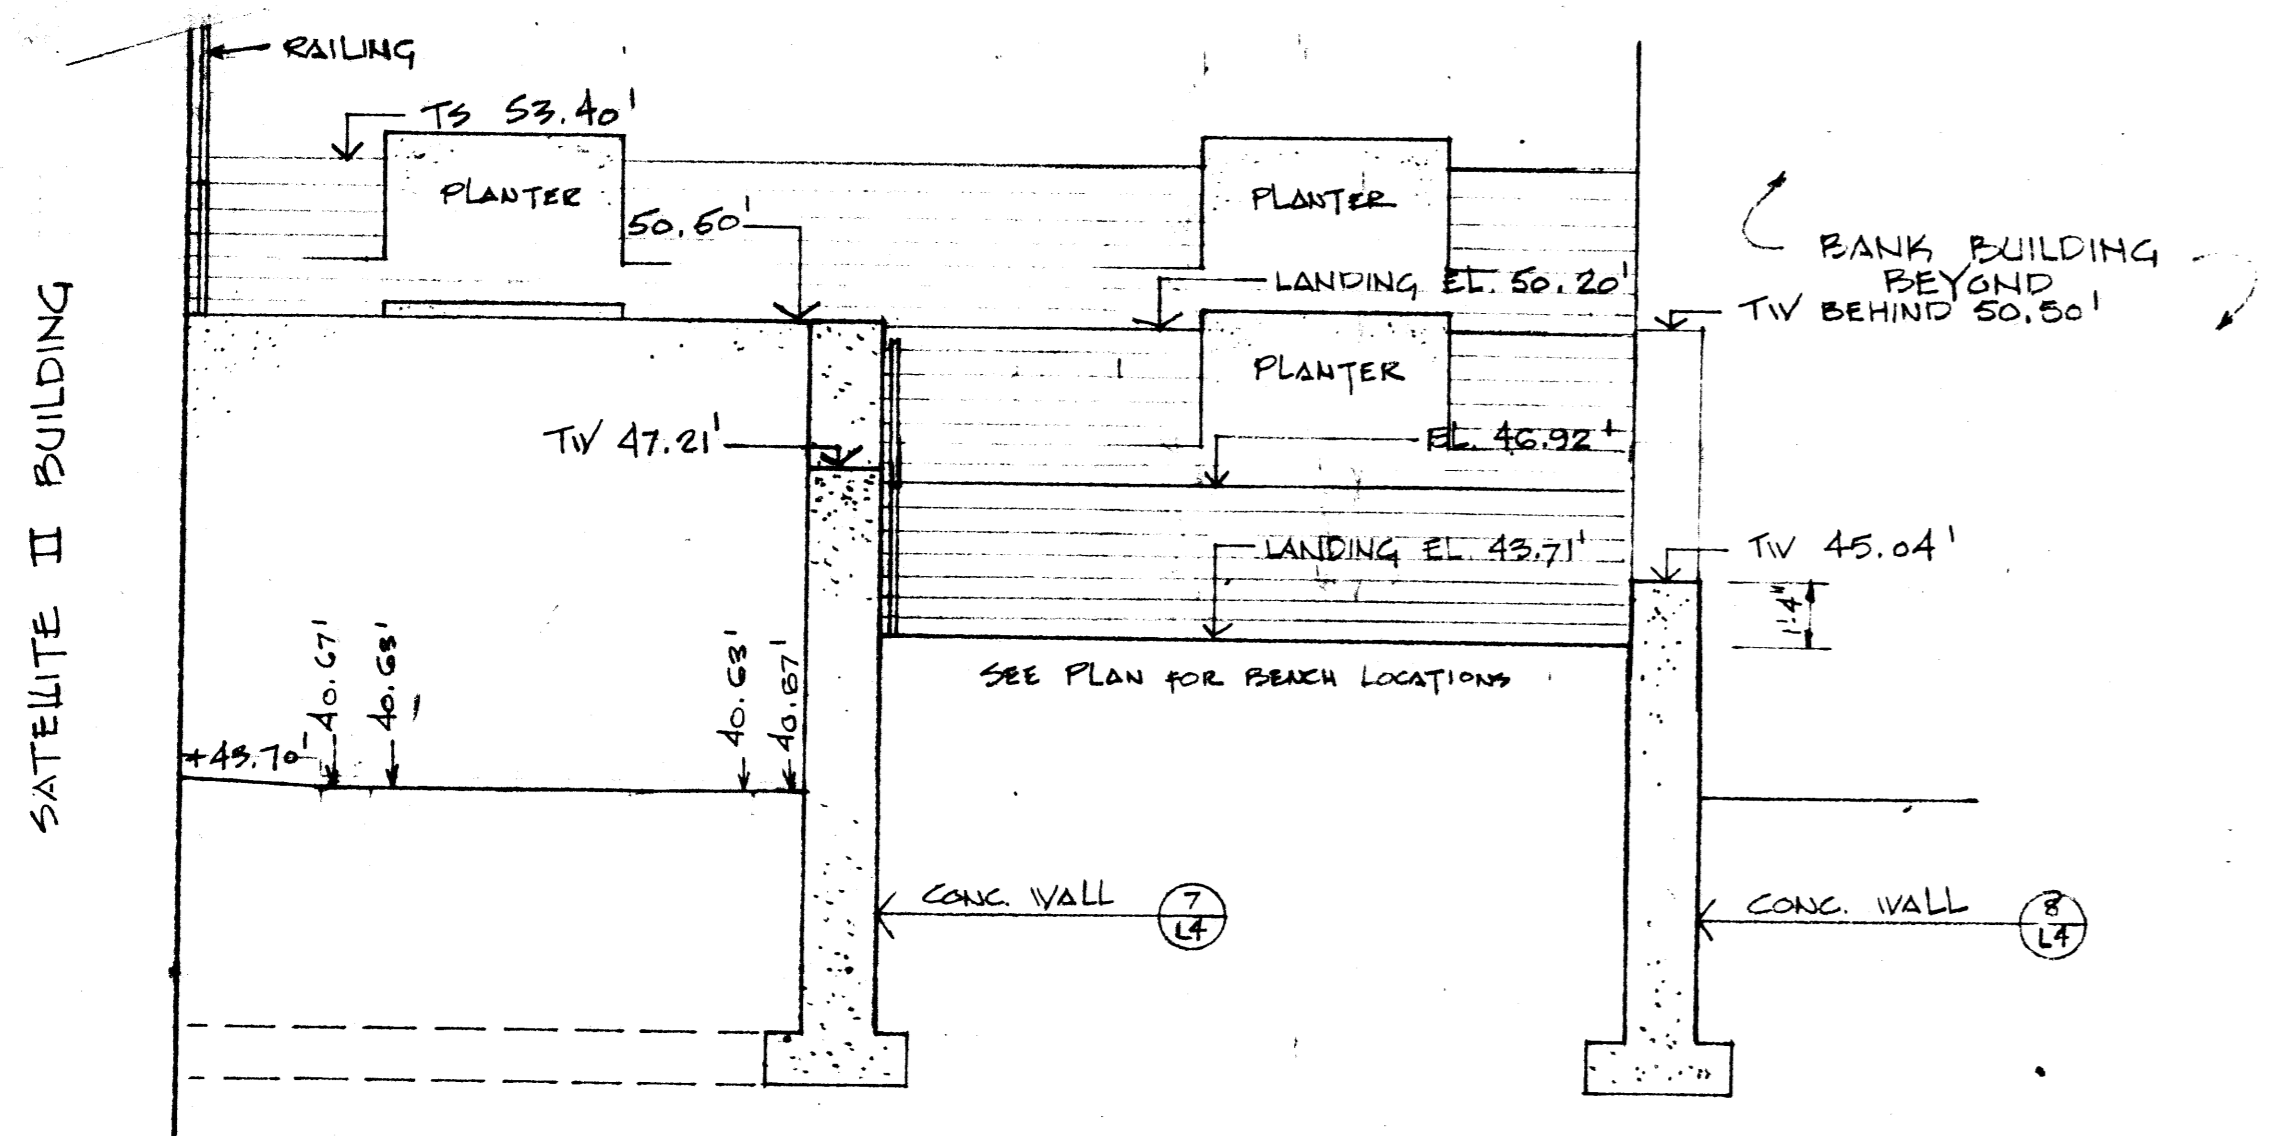 RAILING
TS 53.40'
PLANTER
PLANTER
50.50'
BANK BUILDING
BEYOND
LANDING EL. 50.20'
TW BEHIND 50.50'
PLANTER
TW 47.21'
EL. 46.92'
SATELLITE II BUILDING
LANDING EL. 43.71'
TW 45.04'
1'-4"
40.67'
40.63'
40.63'
40.67'
SEE PLAN FOR BENCH LOCATIONS
CONC. WALL
7
L4
CONC. WALL
8
L4